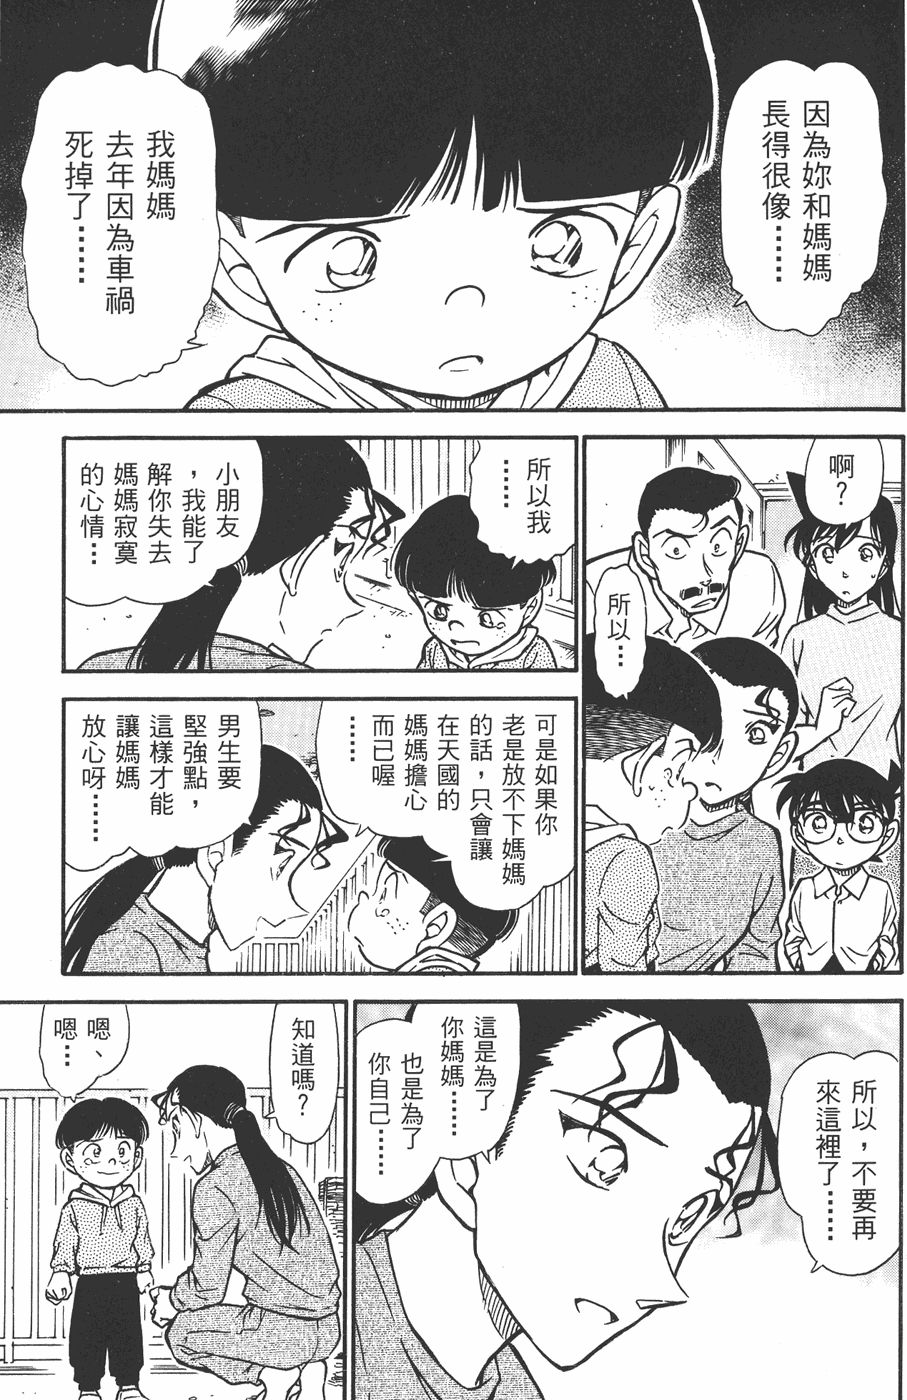 因為妳和媽媽
長得很像……
我媽媽
去年因為車禍
死掉了……
啊?
所以…
所以我
……
小朋友
，我能了
解你失去
媽媽寂寞
的心情…
可是如果你
老是放不下媽媽
的話，只會讓
在天國的
媽媽擔心
而已喔
……
男生要
堅強點，
這樣才能
讓媽媽
放心呀……
所以，不要再
來這裡了……
這是為了
你媽媽……
也是為了
你自己……
知道嗎?
嗯、
嗯…